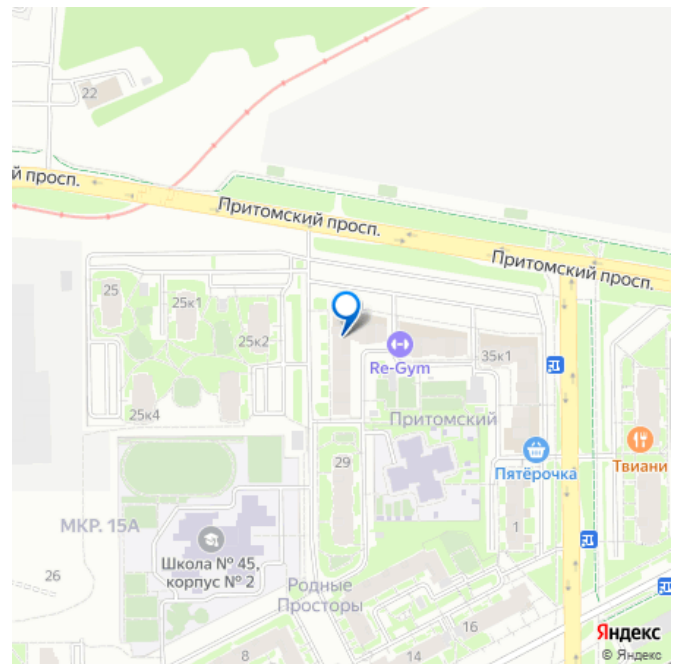 22
й просп.
Притомский просп.
Притомский просп.
25
25к1
25к2
35к1
Re-Gym
25к4
Притомский
29
Пятёрочка
Твиани
МКР. 15А
1
Школа № 45,
корпус № 2
26
Родные
Просторы
16
8
14
Яндекс
© Яндекс